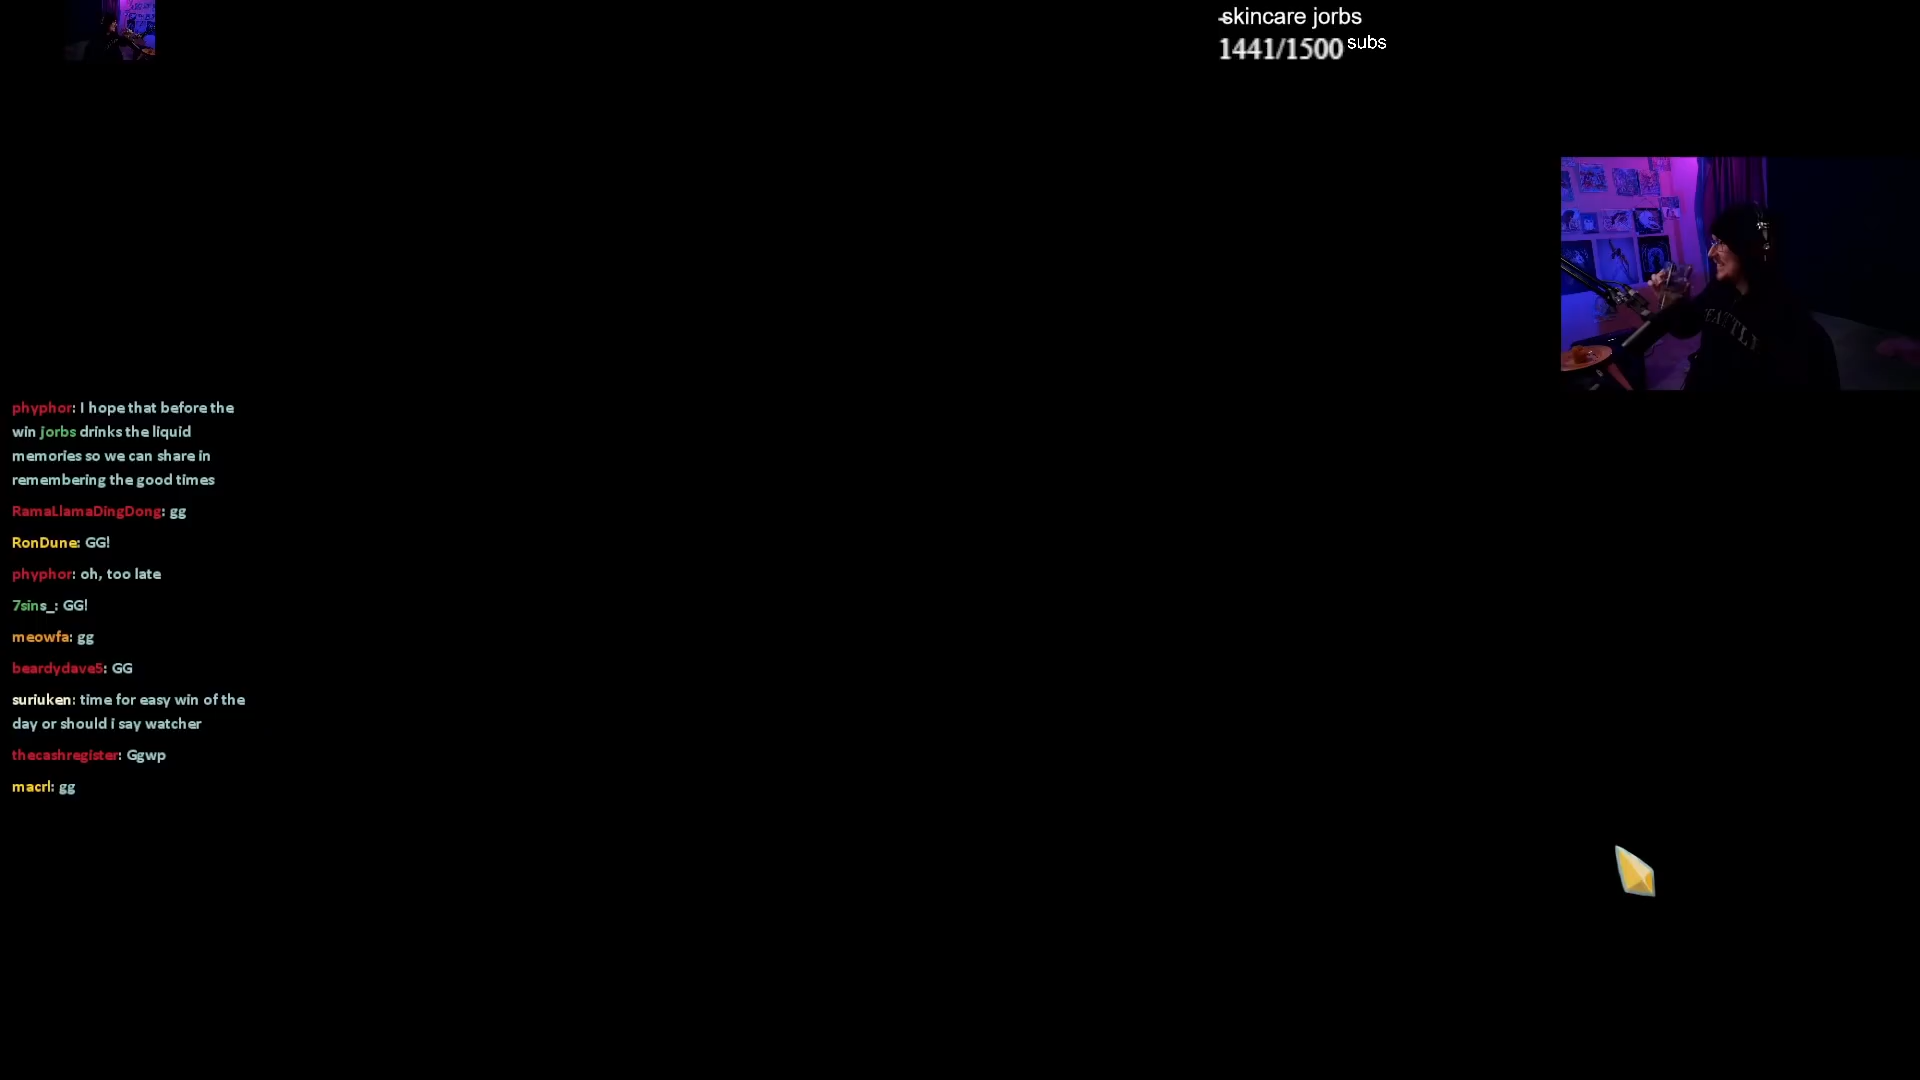 -skincare jorbs
1441/1500 subs
EATTL
phyphor: I hope that before the
win jorbs drinks the liquid
memories so we can share in
remembering the good times
RamaLlamaDingDong: gg
RonDune: GG!
phyphor: oh, too late
7sins_: GG!
meowfa: gg
beardydave5: GG
suriuken: time for easy win of the
day or should i say watcher
thecashregister: Ggwp
macrl: gg